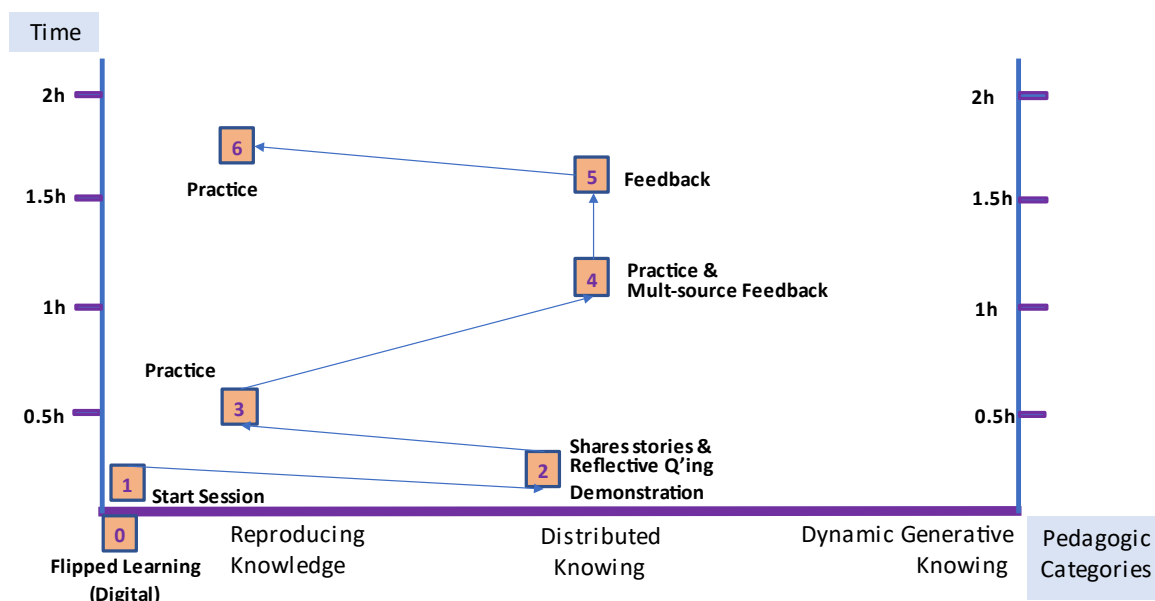 Time
2h
2h
6
Practice
5
Feedback
1.5h
1.5h
4
Practice &
Mult-source Feedback
1h
1h
Practice
3
0.5h
0.5h
Shares stories &
Reflective Q'ing
Demonstration
2
1
Start Session
0
Flipped Learning
(Digital)
Reproducing
Knowledge
Distributed
Knowing
Dynamic Generative
Knowing
Pedagogic
Categories